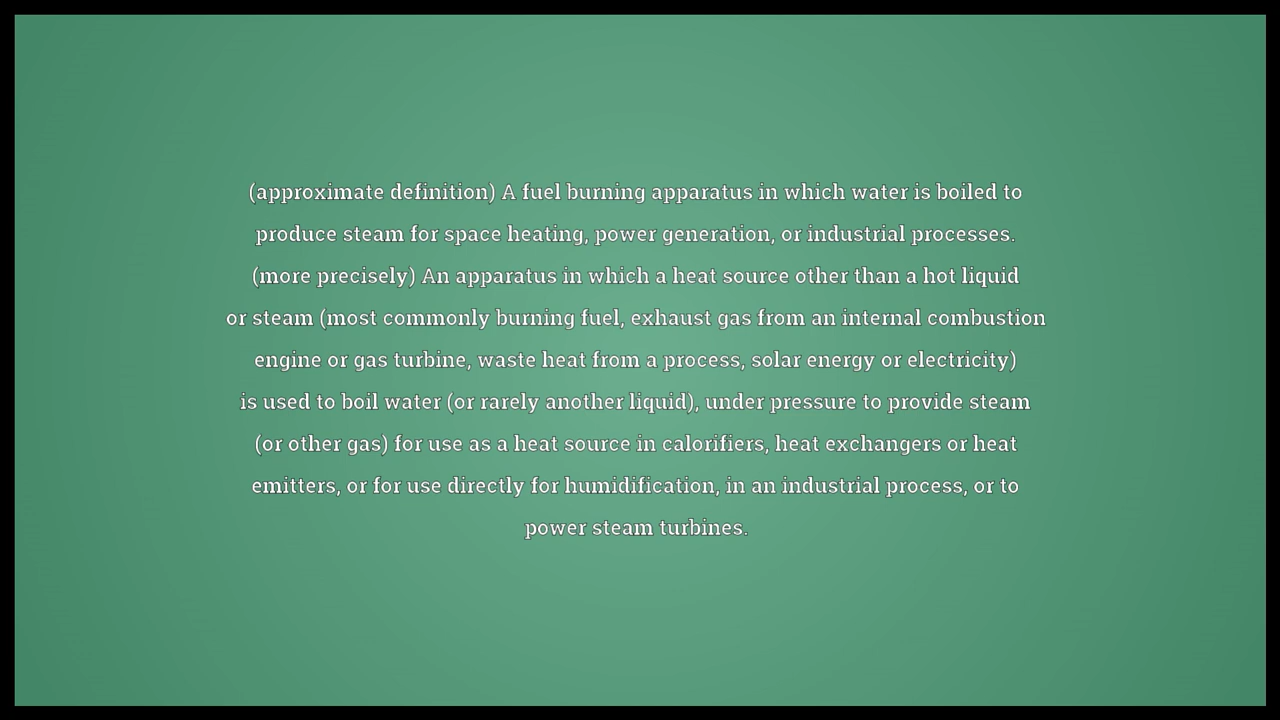 (approximate definition) A fuel burning apparatus in which water is boiled to
produce steam for space heating, power generation, or industrial processes.
(more precisely) An apparatus in which a heat source other than a hot liquid
or steam (most commonly burning fuel, exhaust gas from an internal combustion
engine or gas turbine, waste heat from a process, solar energy or electricity)
is used to boil water (or rarely another liquid), under pressure to provide steam
(or other gas) for use as a heat source in calorifiers, heat exchangers or heat
emitters, or for use directly for humidification, in an industrial process, or to
power steam turbines.